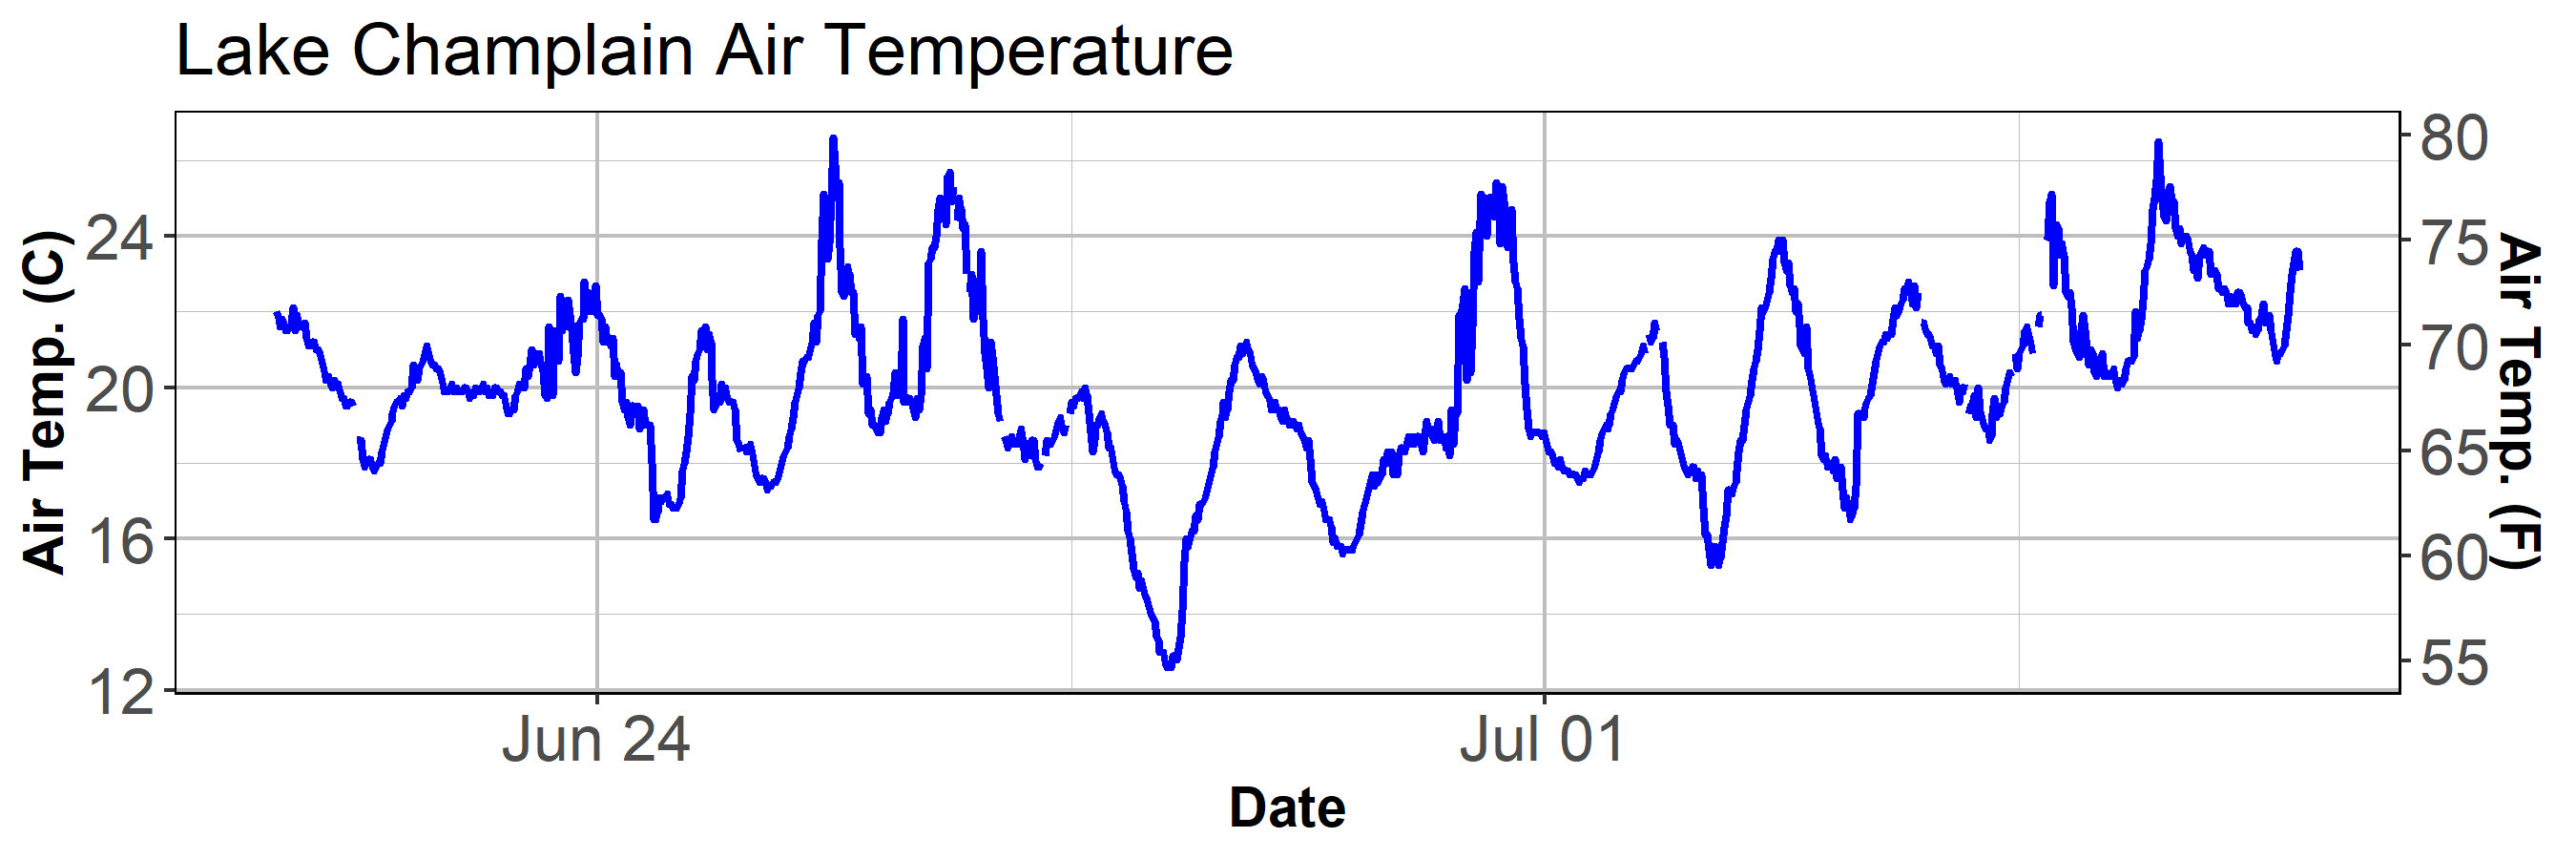 Lake Champlain Air Temperature
Air Temp. (C)
24
20
16
12
80
75
70
65
60
55
Air Temp. (F)
Jun 24
Jul 01
Date